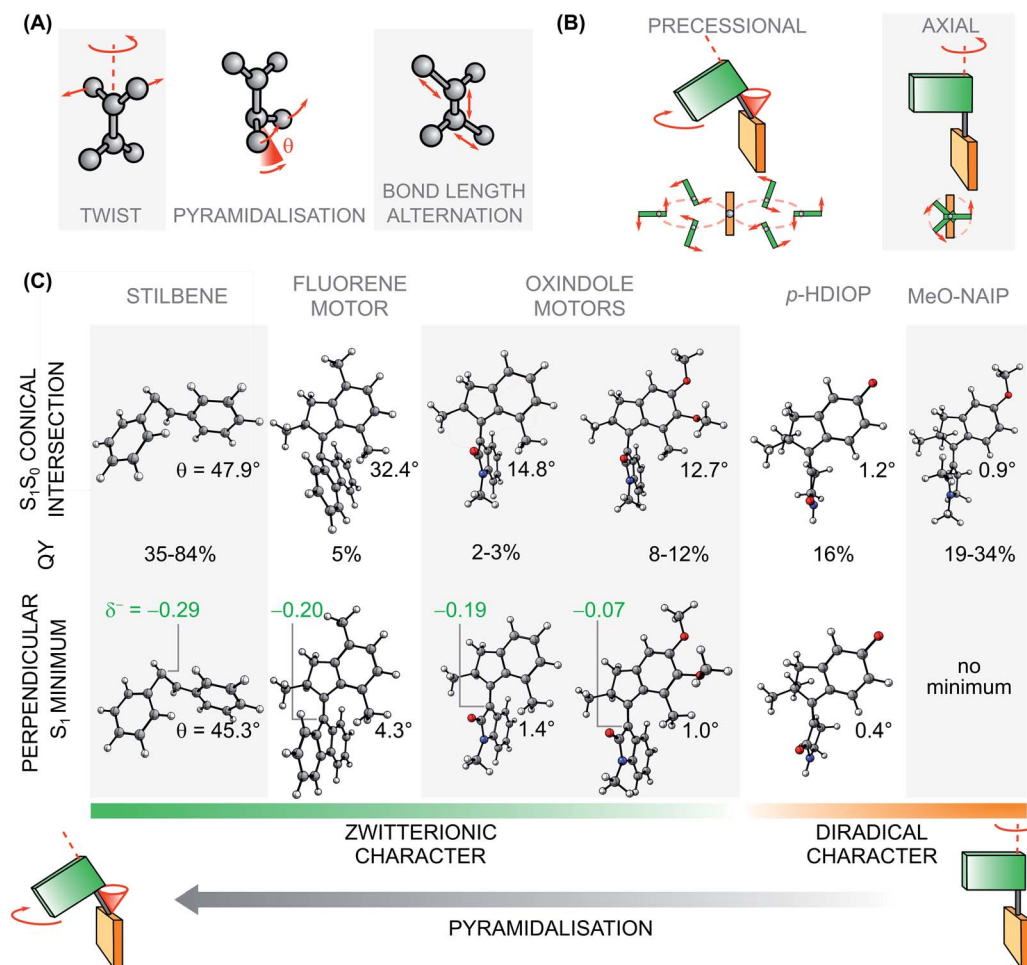 (A)
TWIST
PYRAMIDALISATION
θ
BOND LENGTH
ALTERNATION
(B)
PRECESSIONAL
AXIAL
(C)
STILBENE
FLUORENE
MOTOR
OXINDOLE
MOTORS
p-HDIOP
MeO-NAIP
S₁S₀ CONICAL
INTERSECTION
θ = 47.9°
32.4°
14.8°
12.7°
1.2°
0.9°
QY
35-84%
5%
2-3%
8-12%
16%
19-34%
PERPENDICULAR
S₁ MINIMUM
δ⁻ = −0.29
−0.20
−0.19
−0.07
θ = 45.3°
4.3°
1.4°
1.0°
0.4°
no
minimum
ZWITTERIONIC
CHARACTER
DIRADICAL
CHARACTER
PYRAMIDALISATION